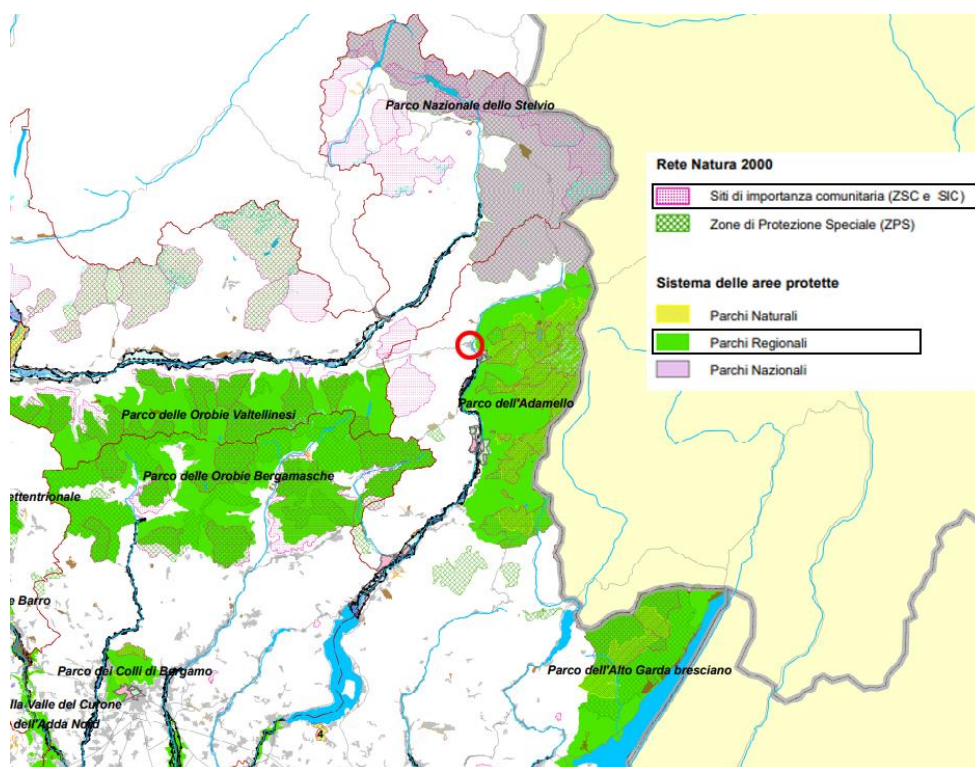 Parco Nazionale dello Stelvio
Rete Natura 2000
Siti di importanza comunitaria (ZSC e SIC)
Zone di Protezione Speciale (ZPS)
Sistema delle aree protette
Parchi Naturali
Parchi Regionali
Parchi Nazionali
Parco dell'Adamello
Parco delle Orobie Valtellinesi
Parco delle Orobie Bergamasche
ettentrionale
e Barro
Parco dei Colli di Bergamo
Parco dell'Alto Garda bresciano
lla Valle del Curone
dell'Adda Nord
4